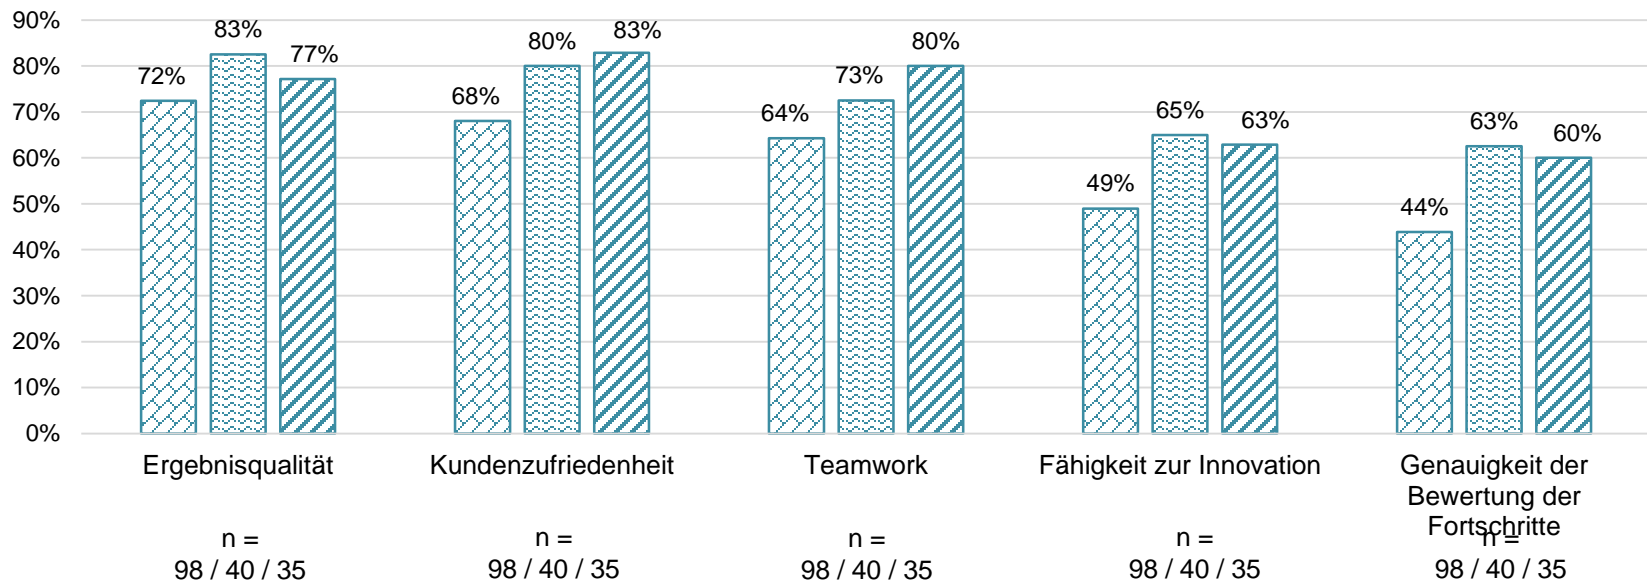 90%
80%
70%
60%
50%
40%
30%
20%
10%
0%
72%
83%
77%
68%
80%
83%
64%
73%
80%
49%
65%
63%
44%
63%
60%
Ergebnisqualität
n =
98 / 40 / 35
Kundenzufriedenheit
n =
98 / 40 / 35
Teamwork
n =
98 / 40 / 35
Fähigkeit zur Innovation
n =
98 / 40 / 35
Genauigkeit der
Bewertung der
Fortschritte
n =
98 / 40 / 35